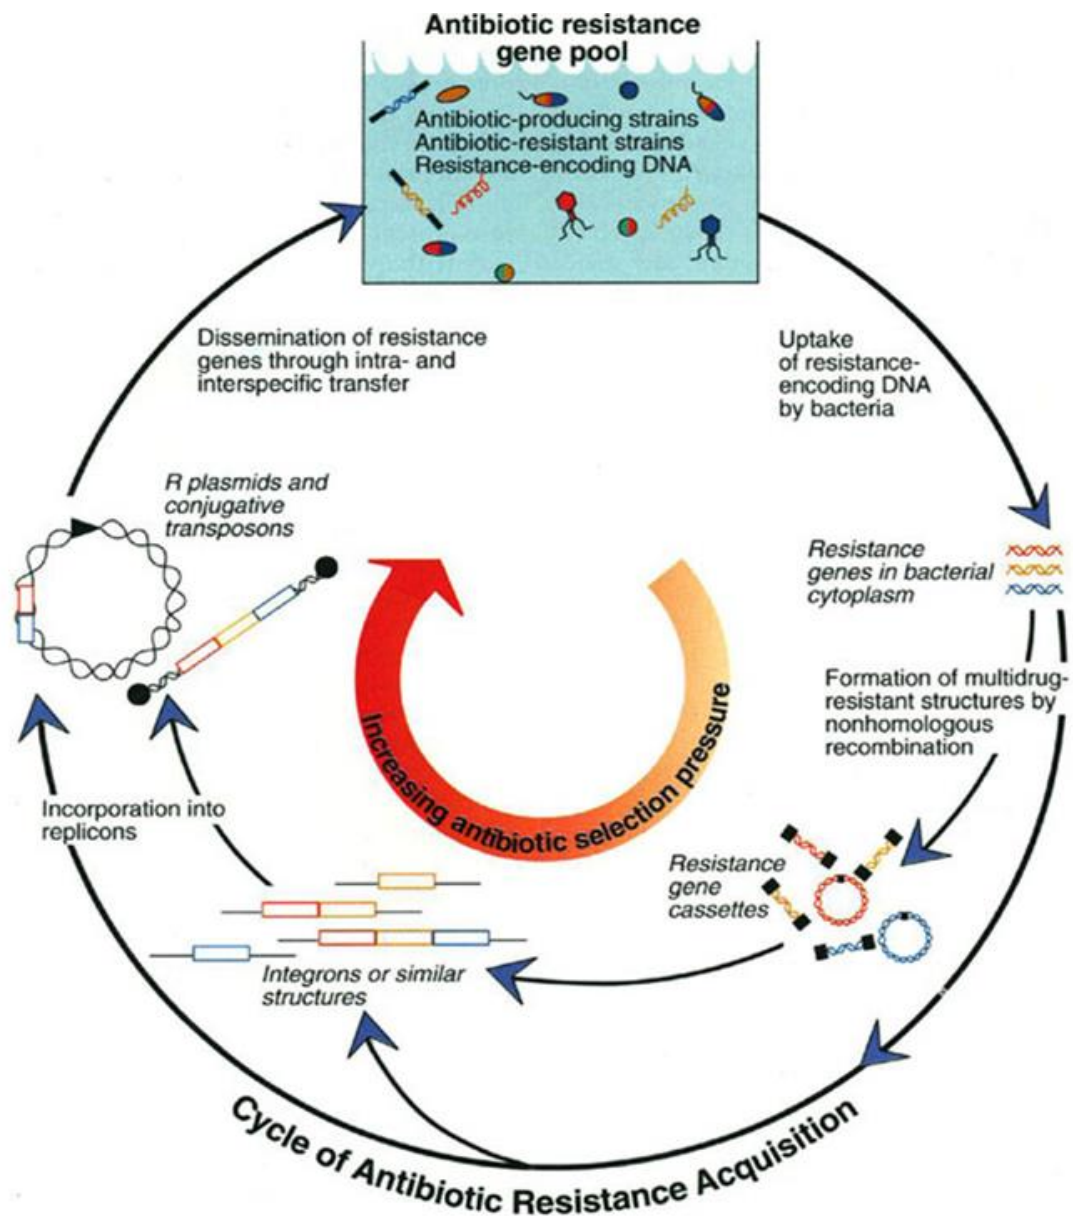 Antibiotic resistance
gene pool
Antibiotic-producing strains
Antibiotic-resistant strains
Resistance-encoding DNA
Dissemination of resistance
genes through intra- and
interspecific transfer
Uptake
of resistance-
encoding DNA
by bacteria
R plasmids and
conjugative
transposons
Resistance
genes in bacterial
cytoplasm
Formation of multidrug-
resistant structures by
nonhomologous
recombination
Increasing antibiotic selection pressure
Incorporation into
replicons
Resistance
gene
cassettes
Integrons or similar
structures
Cycle of Antibiotic Resistance Acquisition